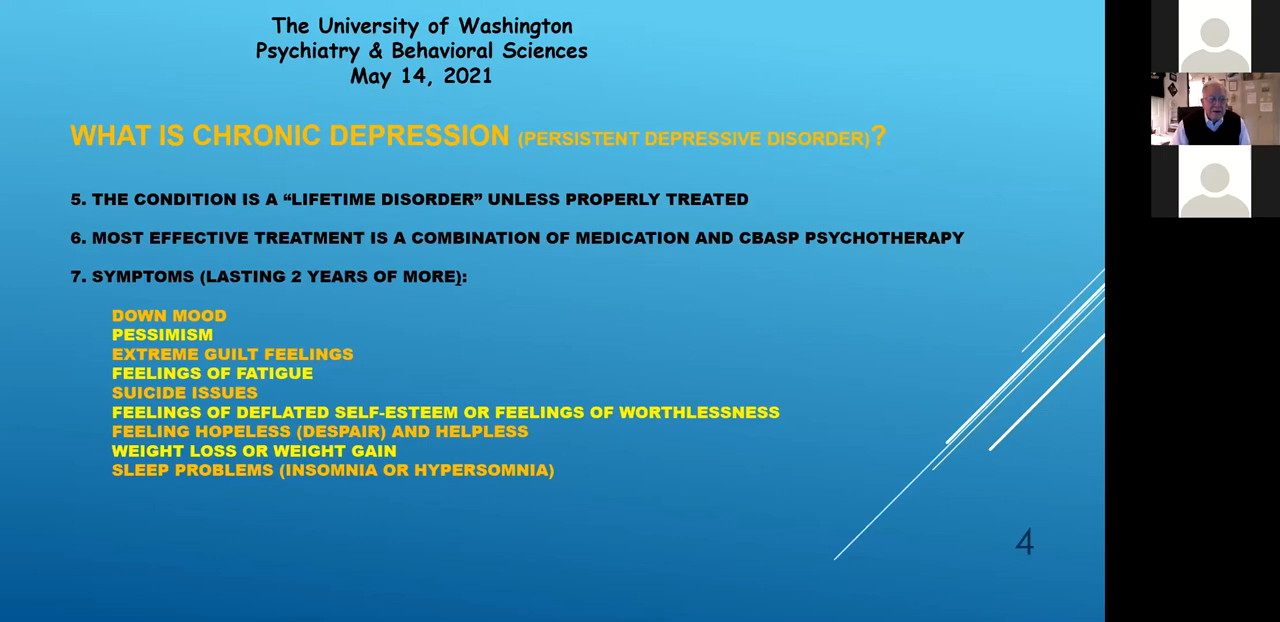 The University of Washington
Psychiatry & Behavioral Sciences
May 14, 2021
WHAT IS CHRONIC DEPRESSION (PERSISTENT DEPRESSIVE DISORDER)?
5. THE CONDITION IS A “LIFETIME DISORDER” UNLESS PROPERLY TREATED
6. MOST EFFECTIVE TREATMENT IS A COMBINATION OF MEDICATION AND CBASP PSYCHOTHERAPY
7. SYMPTOMS (LASTING 2 YEARS OF MORE):
DOWN MOOD
PESSIMISM
EXTREME GUILT FEELINGS
FEELINGS OF FATIGUE
SUICIDE ISSUES
FEELINGS OF DEFLATED SELF-ESTEEM OR FEELINGS OF WORTHLESSNESS
FEELING HOPELESS (DESPAIR) AND HELPLESS
WEIGHT LOSS OR WEIGHT GAIN
SLEEP PROBLEMS (INSOMNIA OR HYPERSOMNIA)
4